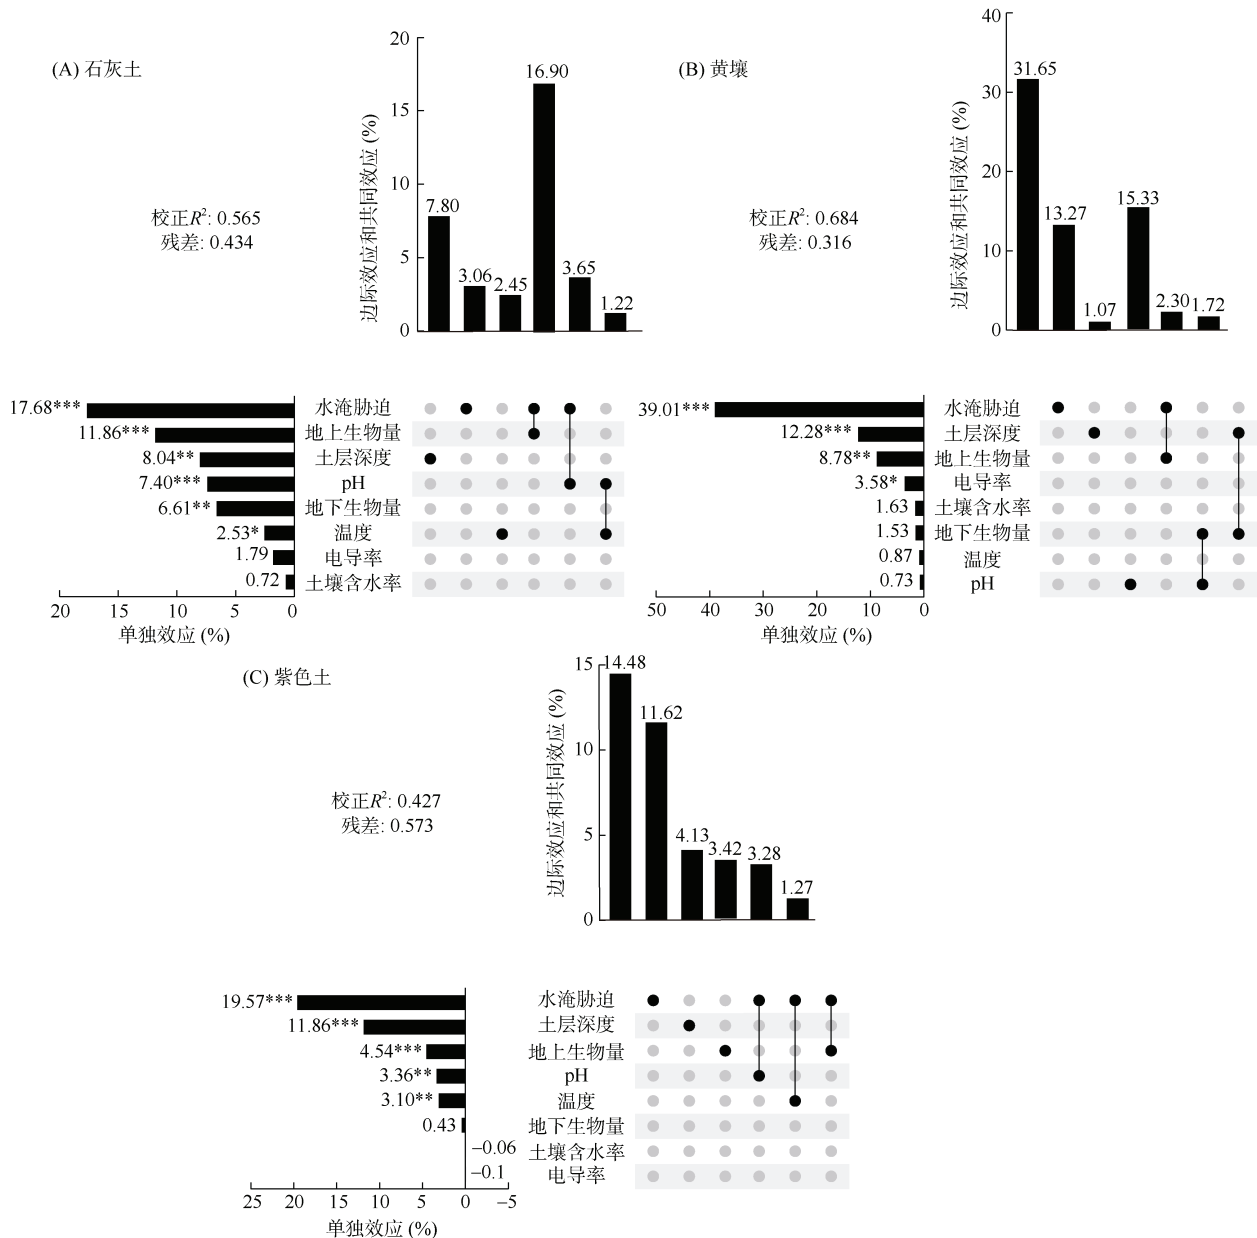 (A) 石灰土
校正R²: 0.565
残差: 0.434
边际效应和共同效应 (%)
20
15
10
5
0
7.80
3.06
2.45
16.90
3.65
1.22
17.68*** 水淹胁迫
11.86*** 地上生物量
8.04** 土层深度
7.40*** pH
6.61** 地下生物量
2.53* 温度
1.79 电导率
0.72 土壤含水率
20 15 10 5 0
单独效应 (%)
(B) 黄壤
校正R²: 0.684
残差: 0.316
边际效应和共同效应 (%)
40
30
20
10
0
31.65
13.27
1.07
15.33
2.30
1.72
39.01*** 水淹胁迫
12.28*** 土层深度
8.78** 地上生物量
3.58* 电导率
1.63 土壤含水率
1.53 地下生物量
0.87 温度
0.73 pH
50 40 30 20 10 0
单独效应 (%)
(C) 紫色土
校正R²: 0.427
残差: 0.573
边际效应和共同效应 (%)
15
10
5
0
14.48
11.62
4.13
3.42
3.28
1.27
19.57*** 水淹胁迫
11.86*** 土层深度
4.54*** 地上生物量
3.36** pH
3.10** 温度
0.43 地下生物量
−0.06 土壤含水率
−0.1 电导率
25 20 15 10 5 0 −5
单独效应 (%)